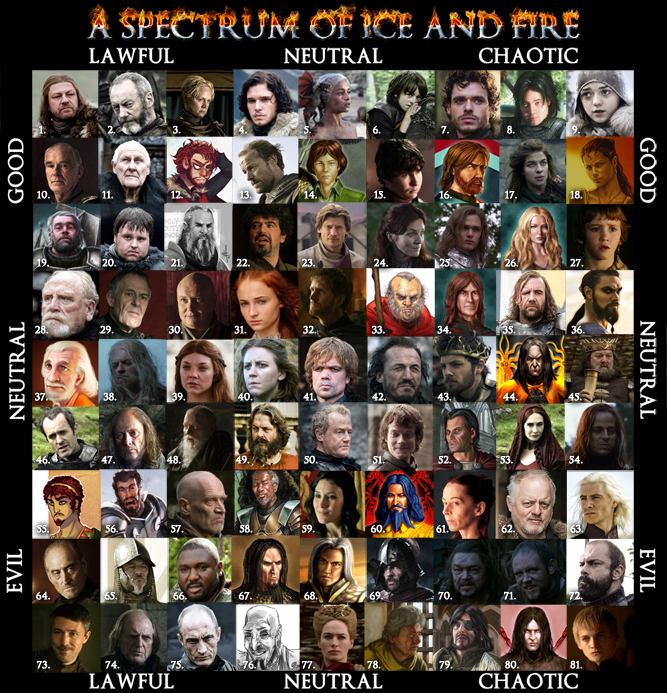 A SPECTRUM OF ICE AND FIRE
LAWFUL NEUTRAL CHAOTIC
1. 2. 3. 4. 5. 6. 7. 8. 9.
GOOD GOOD
10. 11. 12. 13. 14. 15. 16. 17. 18.
19. 20. 21. 22. 23. 24. 25. 26. 27.
28. 29. 30. 31. 32. 33. 34. 35. 36.
NEUTRAL NEUTRAL
37. 38. 39. 40. 41. 42. 43. 44. 45.
46. 47. 48. 49. 50. 51. 52. 53. 54.
55. 56. 57. 58. 59. 60. 61. 62. 63.
EVIL EVIL
64. 65. 66. 67. 68. 69. 70. 71. 72.
73. 74. 75. 76. 77. 78. 79. 80. 81.
LAWFUL NEUTRAL CHAOTIC